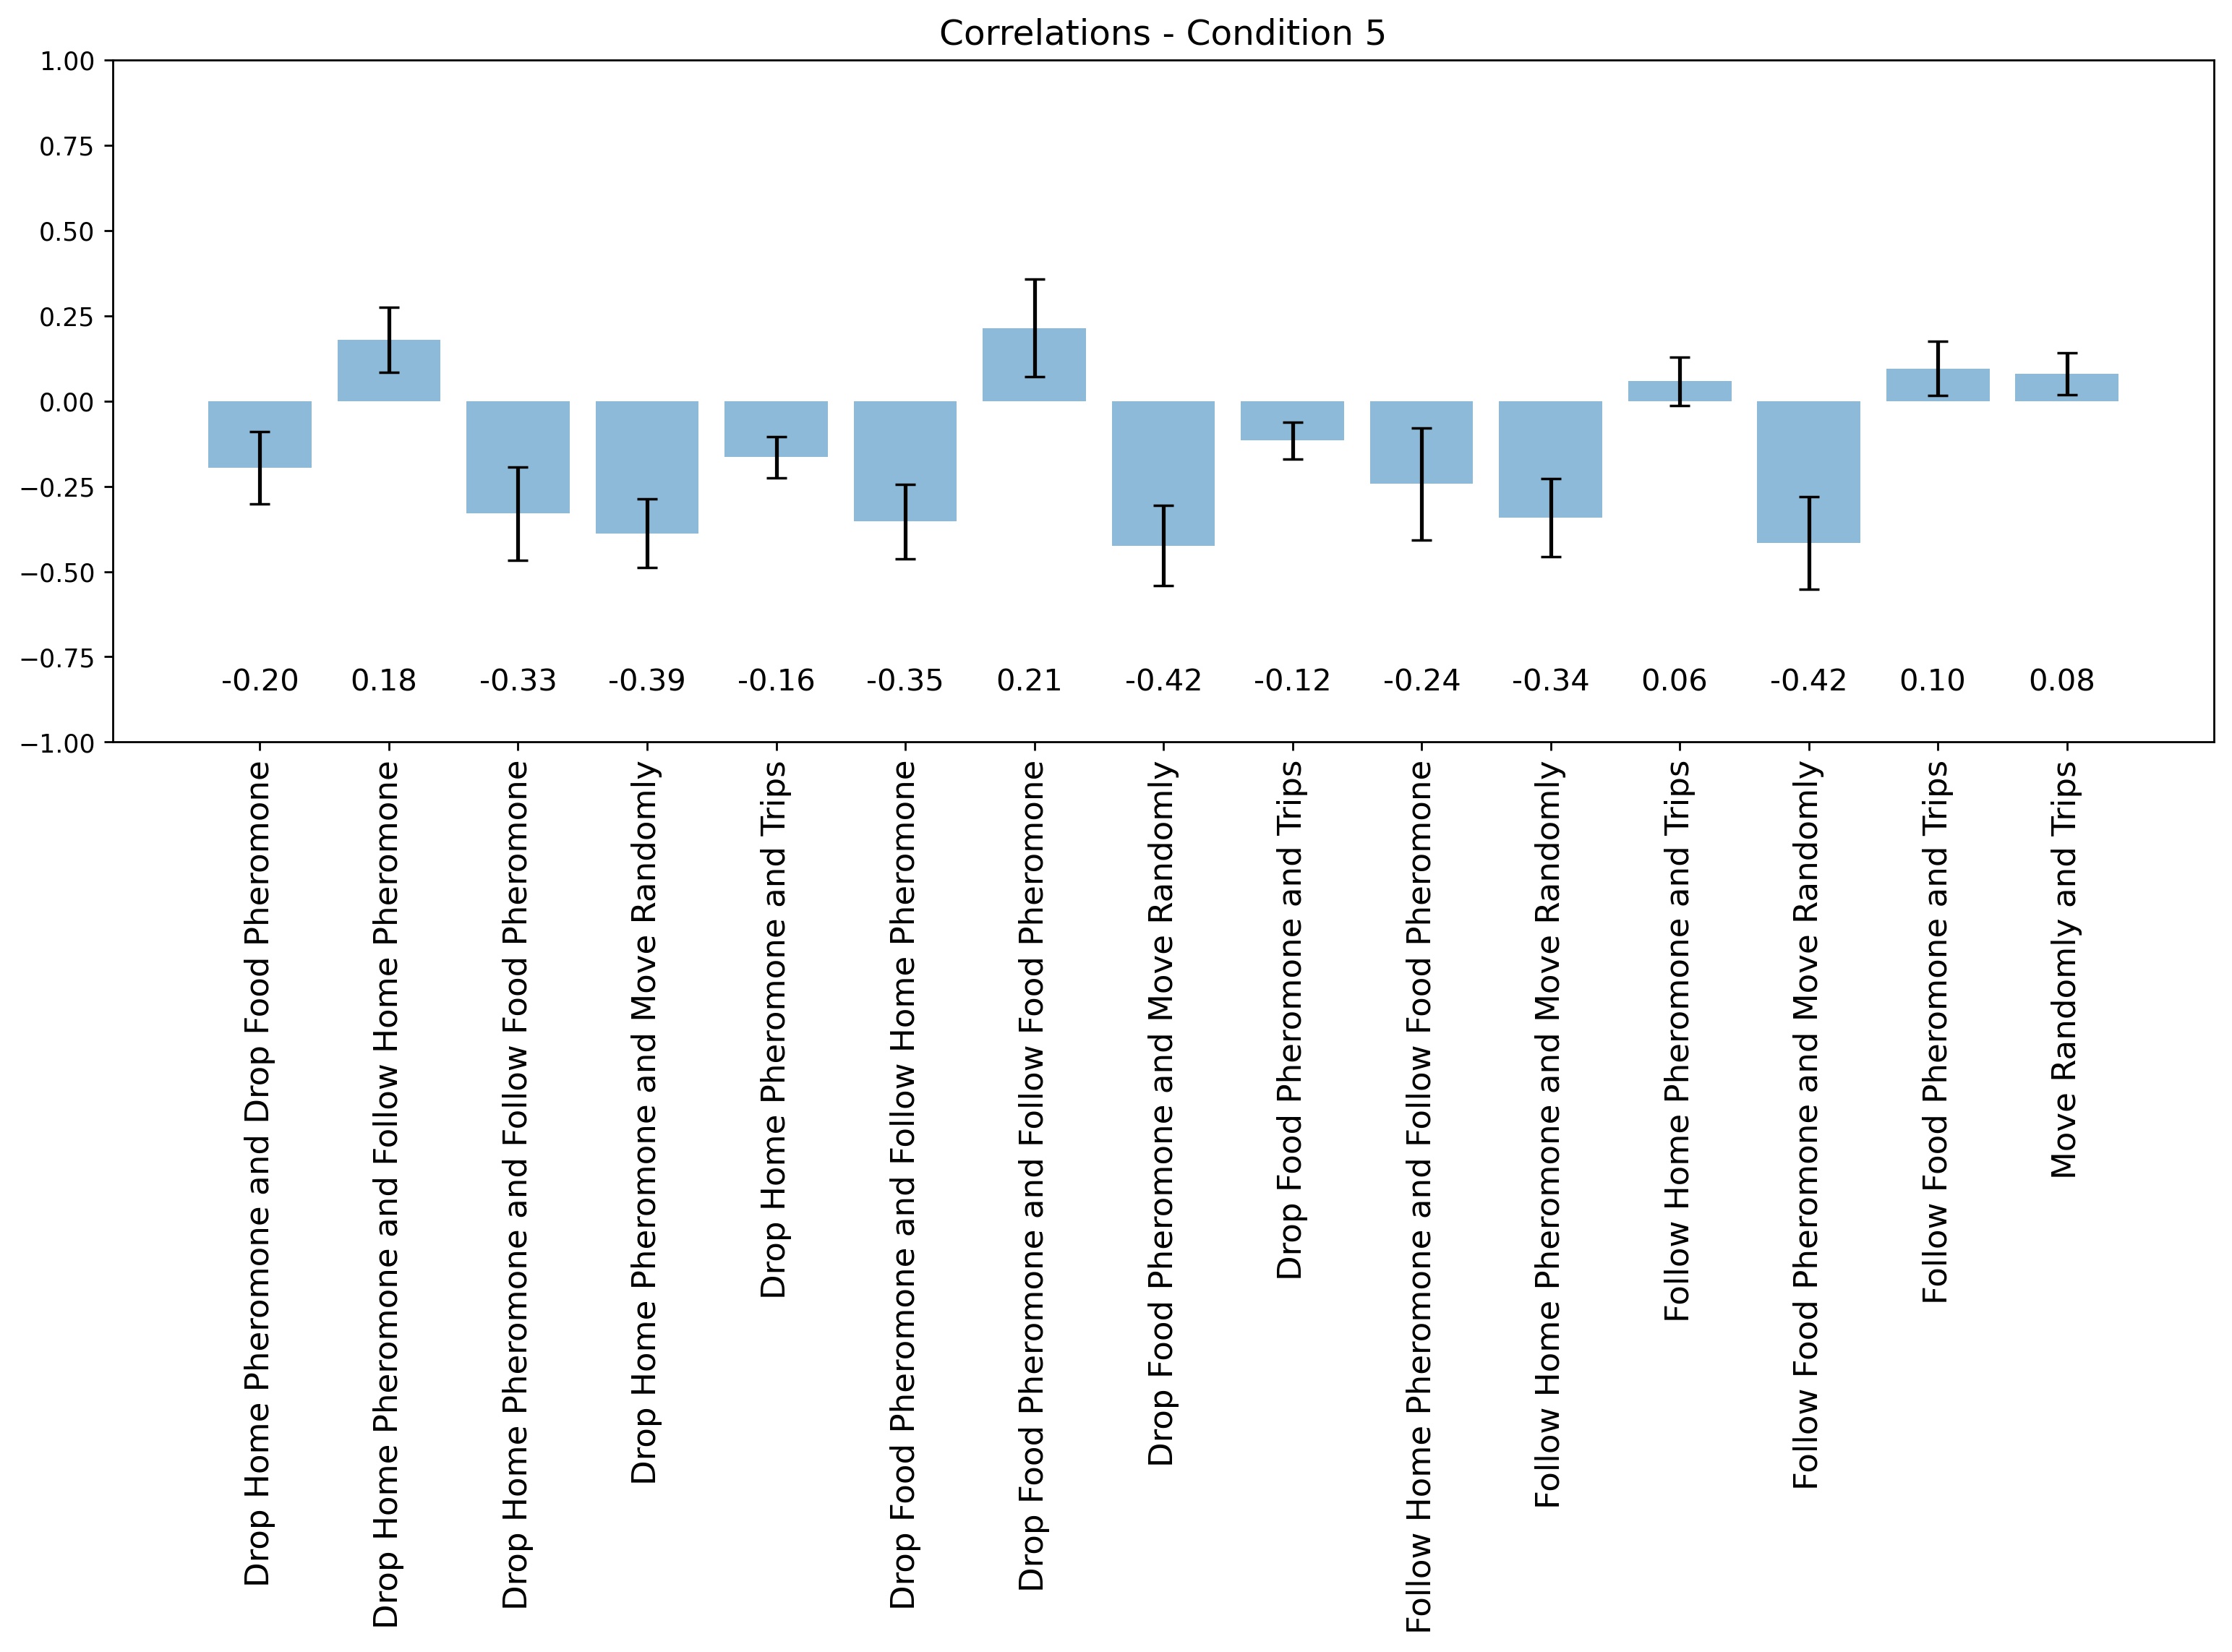 Correlations - Condition 5
1.00
0.75
0.50
0.25
0.00
−0.25
−0.50
−0.75
−1.00
-0.20 0.18 -0.33 -0.39 -0.16 -0.35 0.21 -0.42 -0.12 -0.24 -0.34 0.06 -0.42 0.10 0.08
Drop Home Pheromone and Drop Food Pheromone
Drop Home Pheromone and Follow Home Pheromone
Drop Home Pheromone and Follow Food Pheromone
Drop Home Pheromone and Move Randomly
Drop Home Pheromone and Trips
Drop Food Pheromone and Follow Home Pheromone
Drop Food Pheromone and Follow Food Pheromone
Drop Food Pheromone and Move Randomly
Drop Food Pheromone and Trips
Follow Home Pheromone and Follow Food Pheromone
Follow Home Pheromone and Move Randomly
Follow Home Pheromone and Trips
Follow Food Pheromone and Move Randomly
Follow Food Pheromone and Trips
Move Randomly and Trips